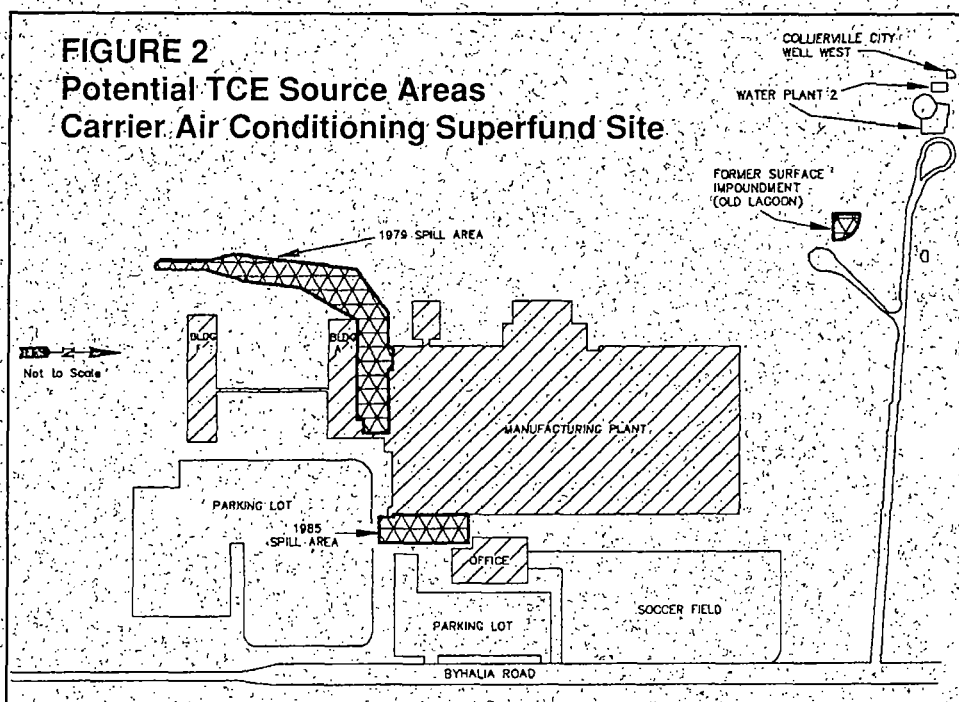 FIGURE 2
Potential TCE Source Areas
Carrier Air Conditioning Superfund Site
COLLIERVILLE CITY
WELL WEST
WATER PLANT 2
FORMER SURFACE
IMPOUNDMENT
(OLD LAGOON)
1979 SPILL AREA
BLDG
BLDG
A
N
Not to Scale
MANUFACTURING PLANT
PARKING LOT
1985
SPILL AREA
OFFICE
SOCCER FIELD
PARKING LOT
BYHALIA ROAD